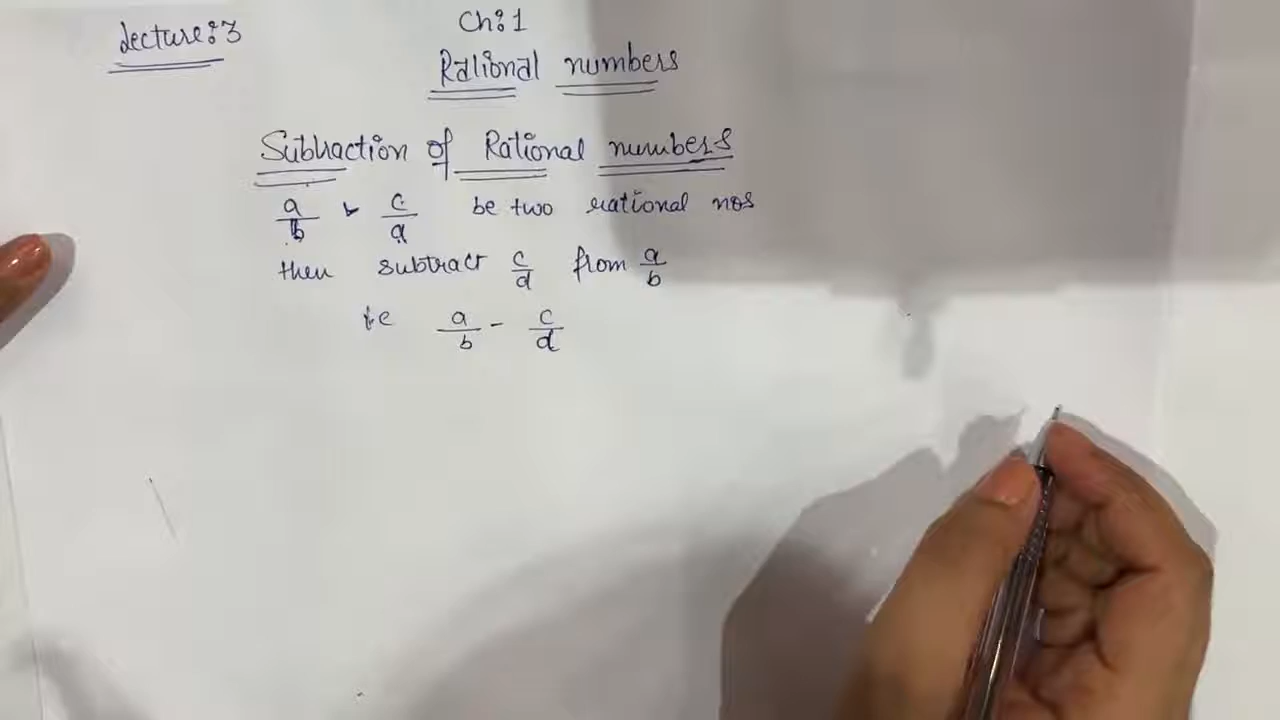 Lecture:3
Ch:1
Rational numbers
Subtraction of Rational numbers
a/b & c/d be two rational nos
then subtract c/d from a/b
ie a/b - c/d